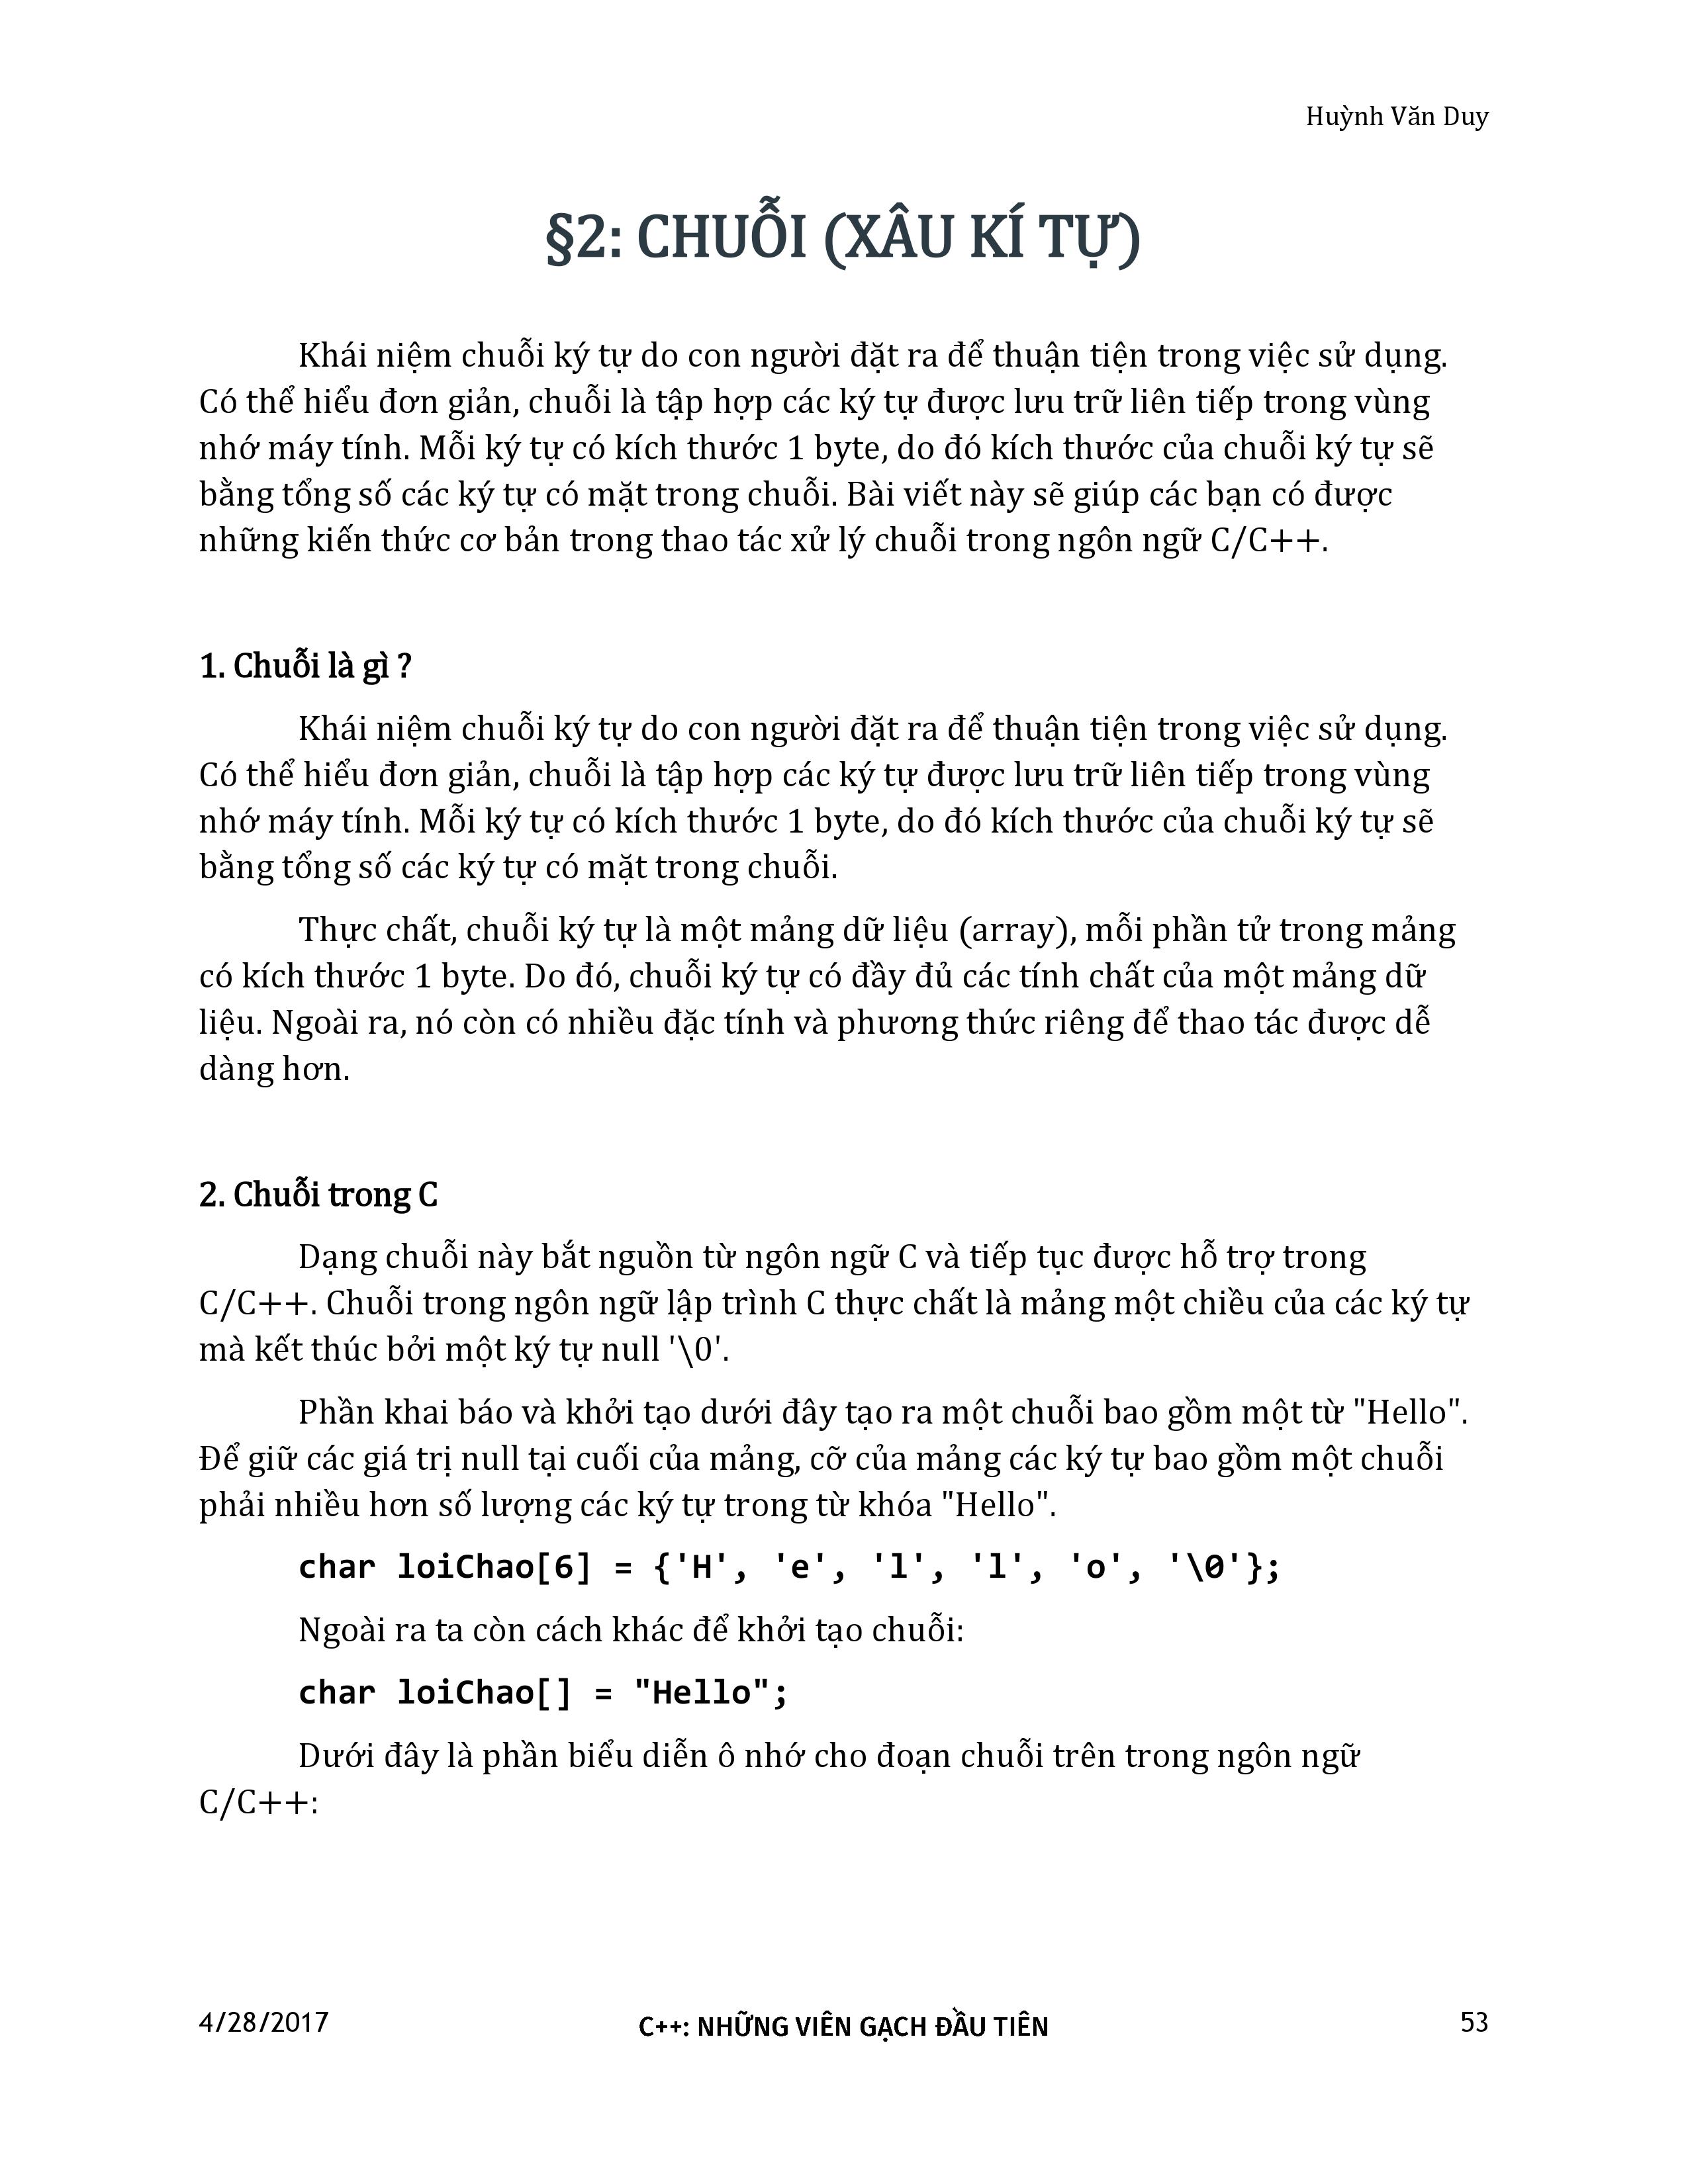 Huỳnh Văn Duy
§2: CHUỖI (XÂU KÍ TỰ)
Khái niệm chuỗi ký tự do con người đặt ra để thuận tiện trong việc sử dụng.
Có thể hiểu đơn giản, chuỗi là tập hợp các ký tự được lưu trữ liên tiếp trong vùng
nhớ máy tính. Mỗi ký tự có kích thước 1 byte, do đó kích thước của chuỗi ký tự sẽ
bằng tổng số các ký tự có mặt trong chuỗi. Bài viết này sẽ giúp các bạn có được
những kiến thức cơ bản trong thao tác xử lý chuỗi trong ngôn ngữ C/C++.
1. Chuỗi là gì ?
Khái niệm chuỗi ký tự do con người đặt ra để thuận tiện trong việc sử dụng.
Có thể hiểu đơn giản, chuỗi là tập hợp các ký tự được lưu trữ liên tiếp trong vùng
nhớ máy tính. Mỗi ký tự có kích thước 1 byte, do đó kích thước của chuỗi ký tự sẽ
bằng tổng số các ký tự có mặt trong chuỗi.
Thực chất, chuỗi ký tự là một mảng dữ liệu (array), mỗi phần tử trong mảng
có kích thước 1 byte. Do đó, chuỗi ký tự có đầy đủ các tính chất của một mảng dữ
liệu. Ngoài ra, nó còn có nhiều đặc tính và phương thức riêng để thao tác được dễ
dàng hơn.
2. Chuỗi trong C
Dạng chuỗi này bắt nguồn từ ngôn ngữ C và tiếp tục được hỗ trợ trong
C/C++. Chuỗi trong ngôn ngữ lập trình C thực chất là mảng một chiều của các ký tự
mà kết thúc bởi một ký tự null '\0'.
Phần khai báo và khởi tạo dưới đây tạo ra một chuỗi bao gồm một từ "Hello".
Để giữ các giá trị null tại cuối của mảng, cỡ của mảng các ký tự bao gồm một chuỗi
phải nhiều hơn số lượng các ký tự trong từ khóa "Hello".
char loiChao[6] = {'H', 'e', 'l', 'l', 'o', '\0'};
Ngoài ra ta còn cách khác để khởi tạo chuỗi:
char loiChao[] = "Hello";
Dưới đây là phần biểu diễn ô nhớ cho đoạn chuỗi trên trong ngôn ngữ
C/C++:
4/28/2017 C++: NHỮNG VIÊN GẠCH ĐẦU TIÊN 53